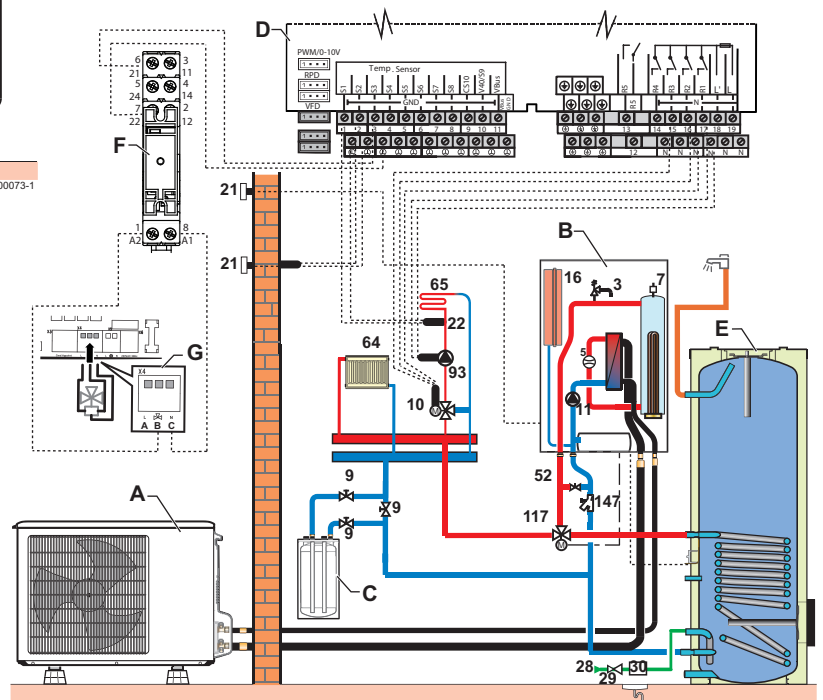 D
PWM/0-10V
RPD
VFD
Temp. Sensor
S1 S2 S3 S4 S5 S6 S7 S8 CS10 V40/S9 VBus
GND
1 2 3 4 5 6 7 8 9 10 11
R5 R4 R3 R2 R1 L' L
R5
N
13 14 15 16 17 18 19
12 N N N N N N
6 3
21 11
5 4
24 14
7 2
22 12
F
1 8
A2 A1
00073-1
21
21
B
16
3
7
5
11
65
22
64
93
10
M
E
G
X4
L N
A B C
52
147
117
M
9
9
9
A
C
28
29
30